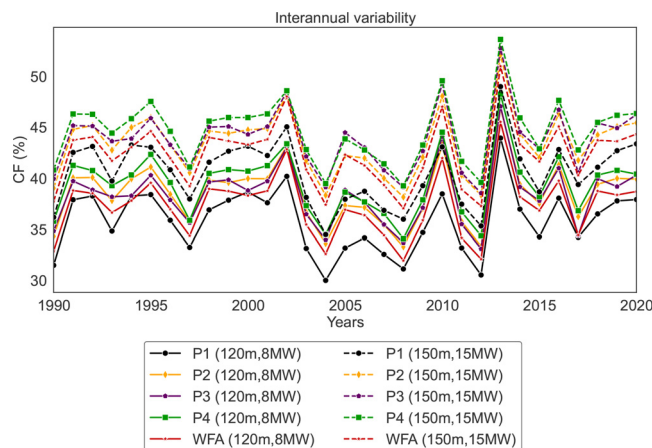 Interannual variability
CF (%)
50
45
40
35
30
1990 1995 2000 2005 2010 2015 2020
Years
P1 (120m,8MW) P1 (150m,15MW)
P2 (120m,8MW) P2 (150m,15MW)
P3 (120m,8MW) P3 (150m,15MW)
P4 (120m,8MW) P4 (150m,15MW)
WFA (120m,8MW) WFA (150m,15MW)